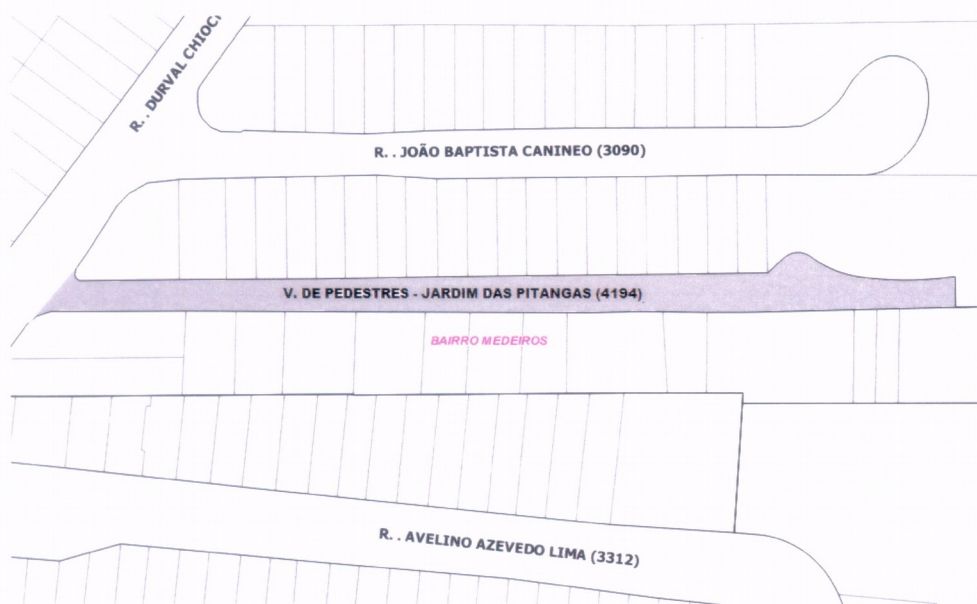 R. . DURVAL CHIOC
R. . JOÃO BAPTISTA CANINEO (3090)
V. DE PEDESTRES - JARDIM DAS PITANGAS (4194)
BAIRRO MEDEIROS
R. . AVELINO AZEVEDO LIMA (3312)